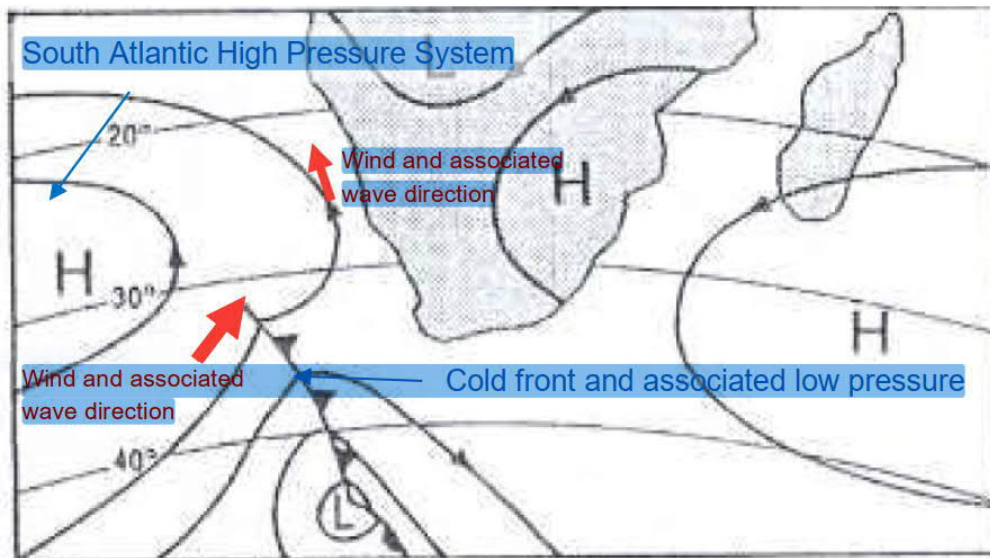 South Atlantic High Pressure System
L
20°
Wind and associated
wave direction
H
H
30°
H
Wind and associated
wave direction
Cold front and associated low pressure
40°
L